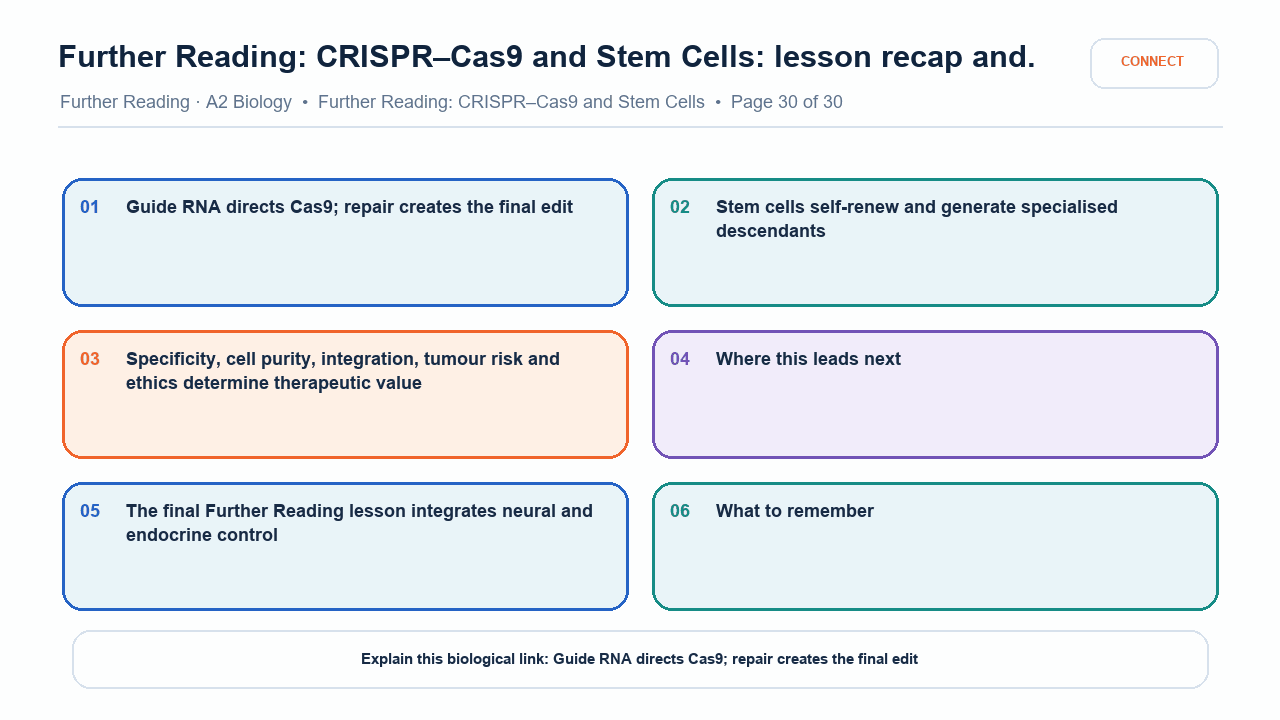 Further Reading: CRISPR–Cas9 and Stem Cells: lesson recap and.
CONNECT
Further Reading · A2 Biology • Further Reading: CRISPR–Cas9 and Stem Cells • Page 30 of 30
01 Guide RNA directs Cas9; repair creates the final edit
02 Stem cells self-renew and generate specialised
descendants
03 Specificity, cell purity, integration, tumour risk and
ethics determine therapeutic value
04 Where this leads next
05 The final Further Reading lesson integrates neural and
endocrine control
06 What to remember
Explain this biological link: Guide RNA directs Cas9; repair creates the final edit